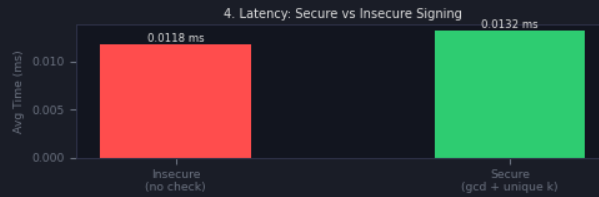 4. Latency: Secure vs Insecure Signing
0.0132 ms
0.0118 ms
0.010
0.005
0.000
Avg Time (ms)
Insecure
(no check)
Secure
(gcd + unique k)